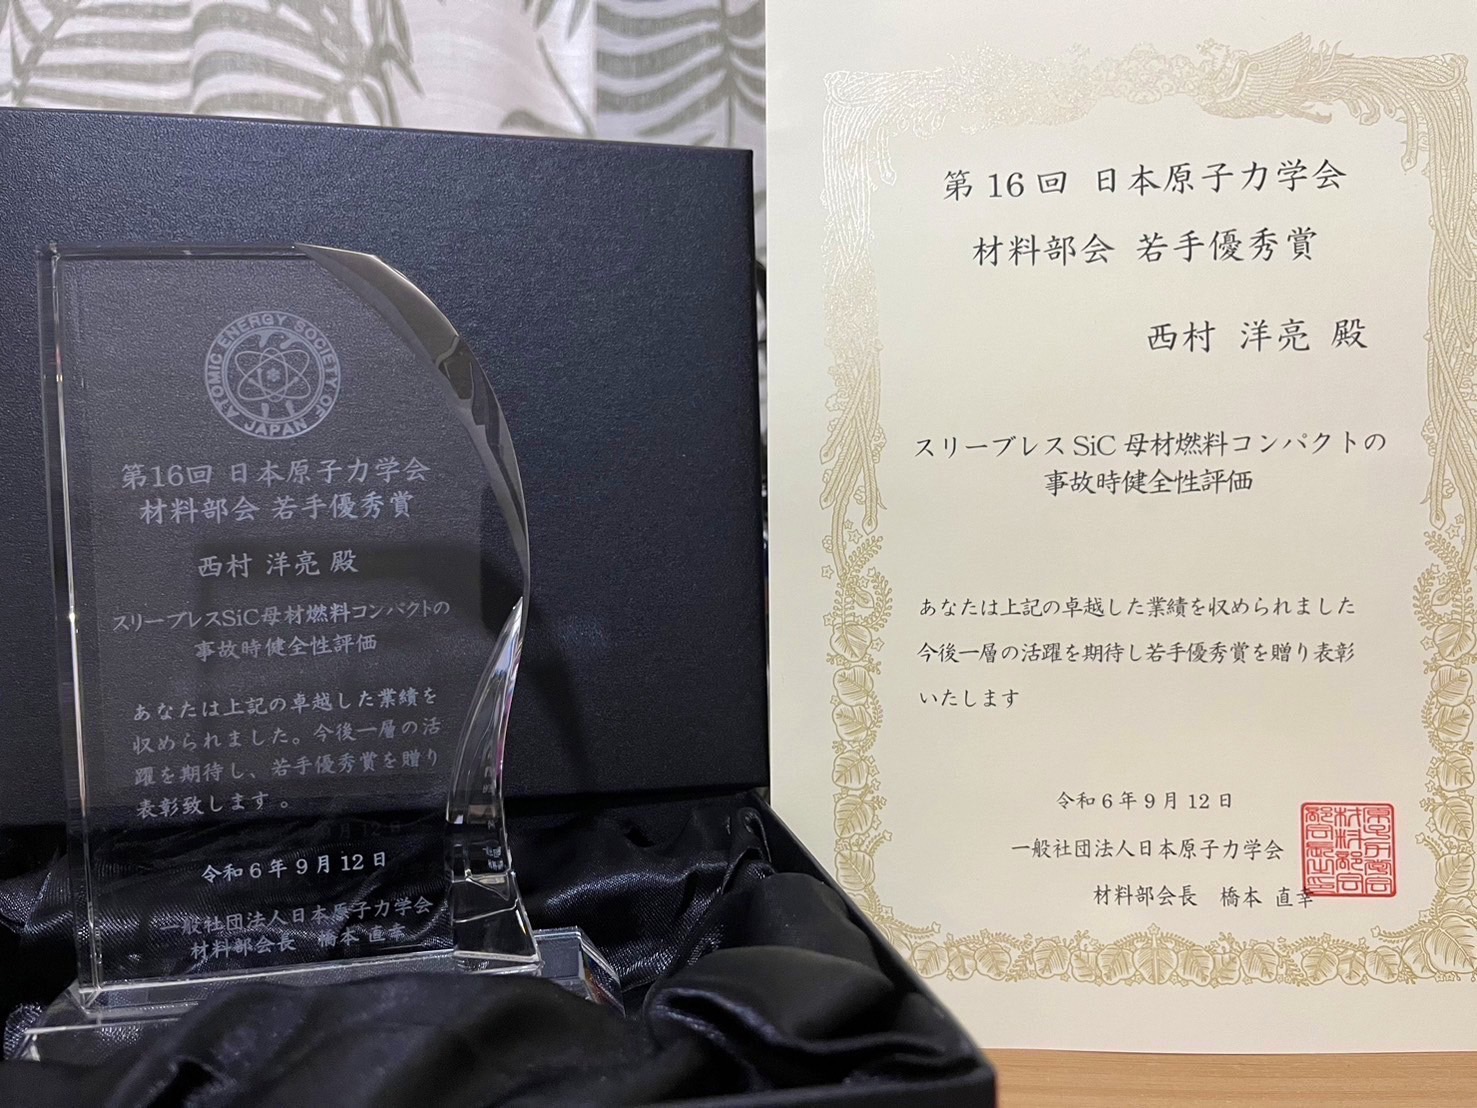 ATOMIC ENERGY SOCIETY OF JAPAN
第16回 日本原子力学会
材料部会 若手優秀賞
西村 洋亮 殿
スリーブレスSiC母材燃料コンパクトの
事故時健全性評価
あなたは上記の卓越した業績を
収められました。今後一層の活
躍を期待し、若手優秀賞を贈り
表彰致します。
令和6年9月12日
一般社団法人日本原子力学会
材料部会長 橋本 直幸
第16回 日本原子力学会
材料部会 若手優秀賞
西村 洋亮 殿
スリーブレスSiC母材燃料コンパクトの
事故時健全性評価
あなたは上記の卓越した業績を収められました
今後一層の活躍を期待し若手優秀賞を贈り表彰
いたします
令和6年9月12日
一般社団法人日本原子力学会
材料部会長 橋本 直幸